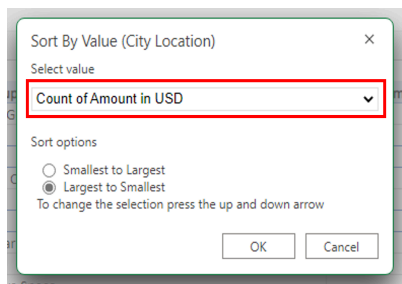 Sort By Value (City Location)
Select value
Count of Amount in USD
Sort options
Smallest to Largest
Largest to Smallest
To change the selection press the up and down arrow
OK
Cancel